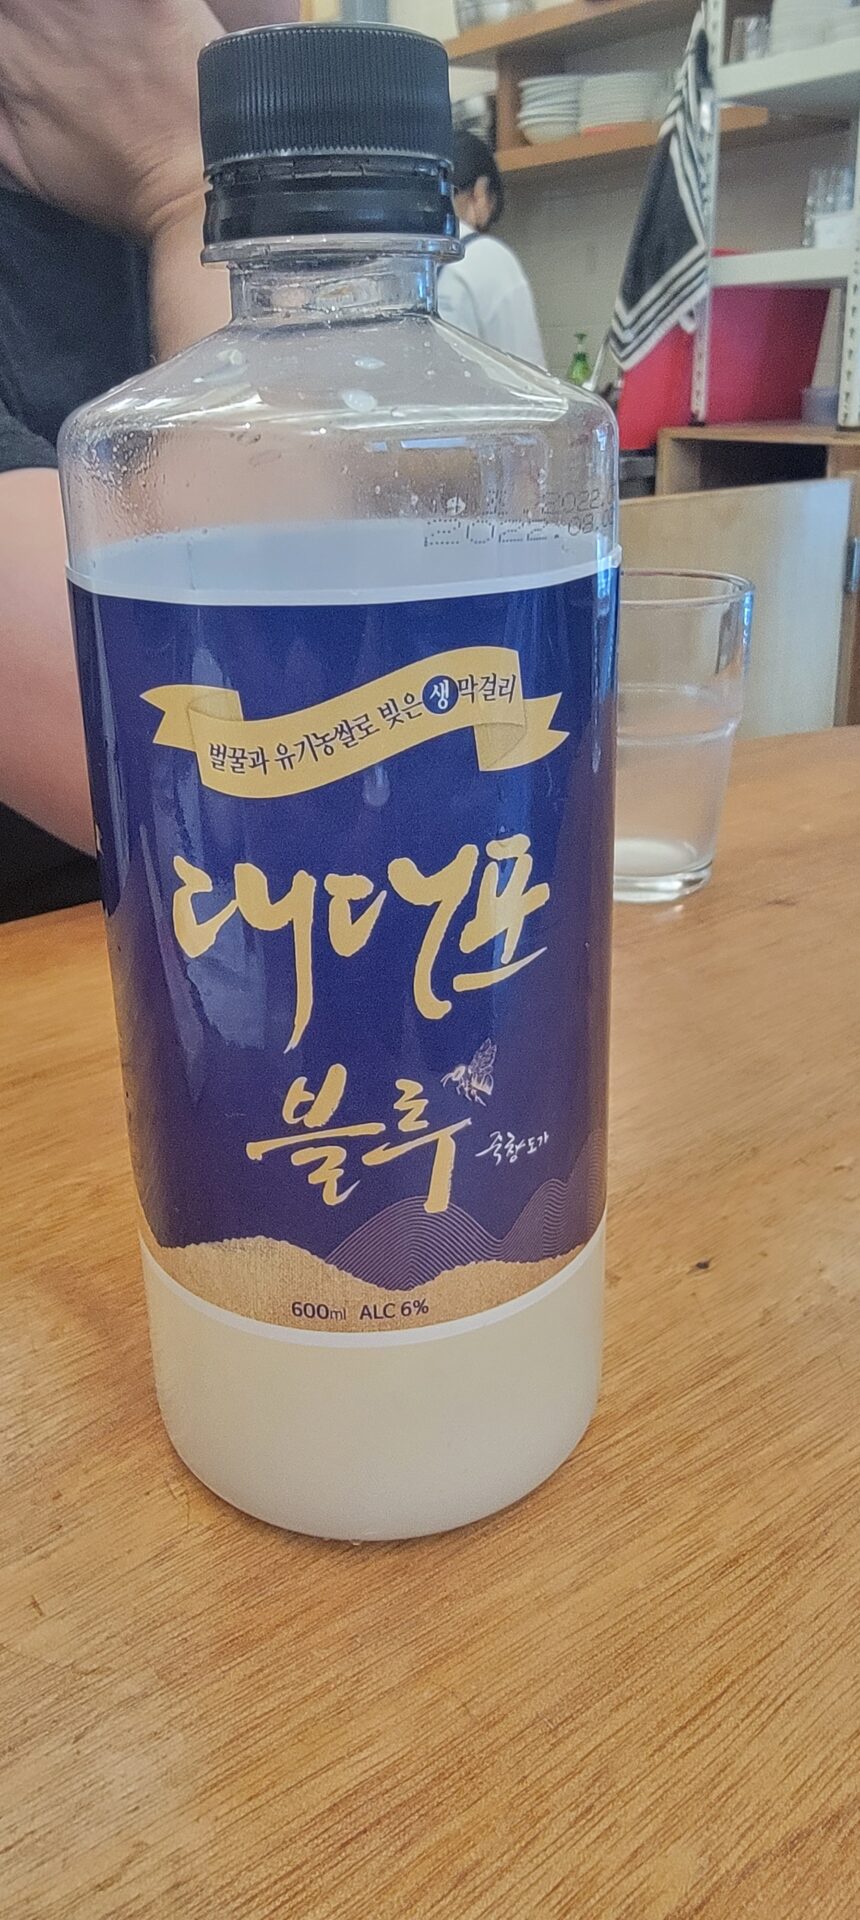 2022.
2022.08.
벌꿀과 유기농쌀로 빚은 생막걸리
대대포
블루
죽향도가
600ml ALC 6%